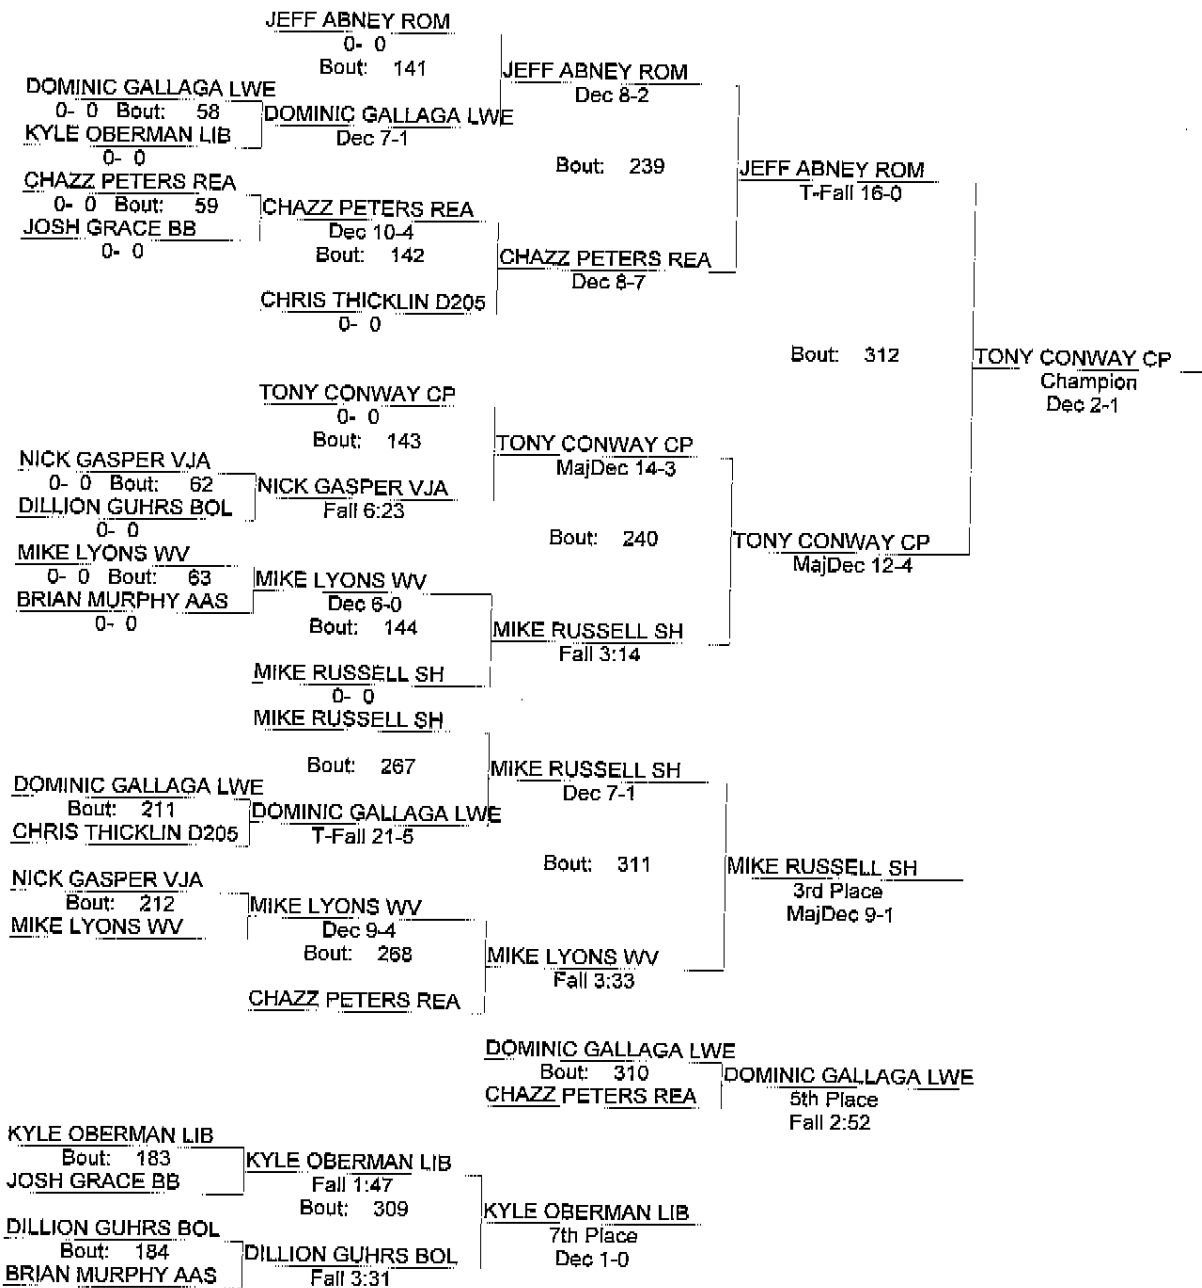 JEFF ABNEY ROM
0- 0
Bout: 141
JEFF ABNEY ROM
Dec 8-2
DOMINIC GALLAGA LWE
0- 0 Bout: 58
DOMINIC GALLAGA LWE
Dec 7-1
KYLE OBERMAN LIB
0- 0
Bout: 239
JEFF ABNEY ROM
T-Fall 16-0
CHAZZ PETERS REA
0- 0 Bout: 59
CHAZZ PETERS REA
Dec 10-4
JOSH GRACE BB
0- 0
Bout: 142
CHAZZ PETERS REA
Dec 8-7
CHRIS THICKLIN D205
0- 0
Bout: 312
TONY CONWAY CP
Champion
Dec 2-1
TONY CONWAY CP
0- 0
Bout: 143
TONY CONWAY CP
MajDec 14-3
NICK GASPER VJA
0- 0 Bout: 62
NICK GASPER VJA
Fall 6:23
DILLION GUHRS BOL
0- 0
Bout: 240
TONY CONWAY CP
MajDec 12-4
MIKE LYONS WV
0- 0 Bout: 63
MIKE LYONS WV
Dec 6-0
BRIAN MURPHY AAS
0- 0
Bout: 144
MIKE RUSSELL SH
Fall 3:14
MIKE RUSSELL SH
0- 0
MIKE RUSSELL SH
Bout: 267
MIKE RUSSELL SH
Dec 7-1
DOMINIC GALLAGA LWE
Bout: 211
DOMINIC GALLAGA LWE
T-Fall 21-5
CHRIS THICKLIN D205
Bout: 311
MIKE RUSSELL SH
3rd Place
MajDec 9-1
NICK GASPER VJA
Bout: 212
MIKE LYONS WV
Dec 9-4
MIKE LYONS WV
Bout: 268
MIKE LYONS WV
Fall 3:33
CHAZZ PETERS REA
DOMINIC GALLAGA LWE
Bout: 310
DOMINIC GALLAGA LWE
5th Place
Fall 2:52
CHAZZ PETERS REA
KYLE OBERMAN LIB
Bout: 183
KYLE OBERMAN LIB
Fall 1:47
JOSH GRACE BB
Bout: 309
KYLE OBERMAN LIB
7th Place
Dec 1-0
DILLION GUHRS BOL
Bout: 184
DILLION GUHRS BOL
Fall 3:31
BRIAN MURPHY AAS